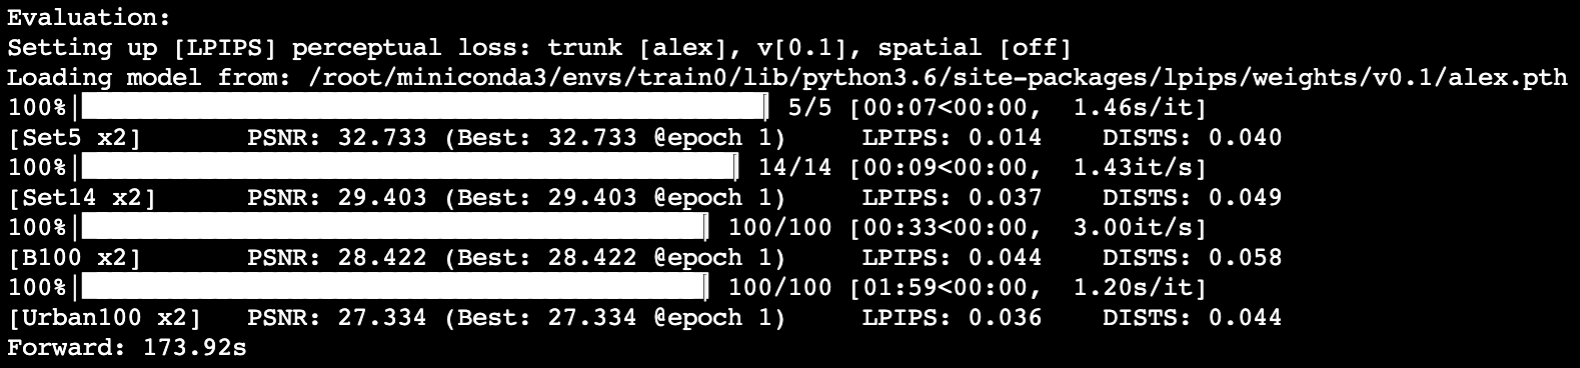 Evaluation:
Setting up [LPIPS] perceptual loss: trunk [alex], v[0.1], spatial [off]
Loading model from: /root/miniconda3/envs/train0/lib/python3.6/site-packages/lpips/weights/v0.1/alex.pth
100%|██████████████████████████████████████████████| 5/5 [00:07<00:00,  1.46s/it]
[Set5 x2]       PSNR: 32.733 (Best: 32.733 @epoch 1)     LPIPS: 0.014    DISTS: 0.040
100%|████████████████████████████████████████████| 14/14 [00:09<00:00,  1.43it/s]
[Set14 x2]      PSNR: 29.403 (Best: 29.403 @epoch 1)     LPIPS: 0.037    DISTS: 0.049
100%|██████████████████████████████████████████| 100/100 [00:33<00:00,  3.00it/s]
[B100 x2]       PSNR: 28.422 (Best: 28.422 @epoch 1)     LPIPS: 0.044    DISTS: 0.058
100%|██████████████████████████████████████████| 100/100 [01:59<00:00,  1.20s/it]
[Urban100 x2]   PSNR: 27.334 (Best: 27.334 @epoch 1)     LPIPS: 0.036    DISTS: 0.044
Forward: 173.92s